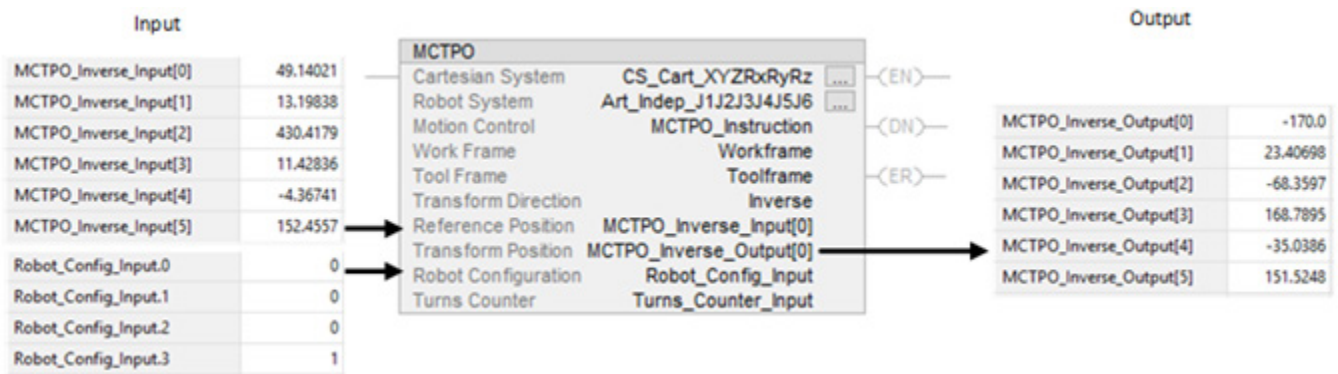 Input
MCTPO_Inverse_Input[0] 49.14021
MCTPO_Inverse_Input[1] 13.19838
MCTPO_Inverse_Input[2] 430.4179
MCTPO_Inverse_Input[3] 11.42836
MCTPO_Inverse_Input[4] -4.36741
MCTPO_Inverse_Input[5] 152.4557
Robot_Config_Input.0 0
Robot_Config_Input.1 0
Robot_Config_Input.2 0
Robot_Config_Input.3 1
MCTPO
Cartesian System CS_Cart_XYZRxRyRz ... (EN)
Robot System Art_Indep_J1J2J3J4J5J6 ...
Motion Control MCTPO_Instruction (DN)
Work Frame Workframe
Tool Frame Toolframe (ER)
Transform Direction Inverse
Reference Position MCTPO_Inverse_Input[0]
Transform Position MCTPO_Inverse_Output[0]
Robot Configuration Robot_Config_Input
Turns Counter Turns_Counter_Input
Output
MCTPO_Inverse_Output[0] -170.0
MCTPO_Inverse_Output[1] 23.40698
MCTPO_Inverse_Output[2] -68.3597
MCTPO_Inverse_Output[3] 168.7895
MCTPO_Inverse_Output[4] -35.0386
MCTPO_Inverse_Output[5] 151.5248